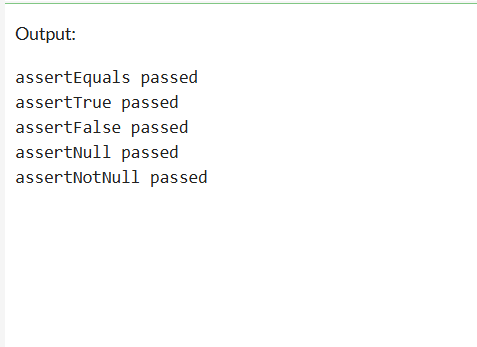 Output:
assertEquals passed
assertTrue passed
assertFalse passed
assertNull passed
assertNotNull passed